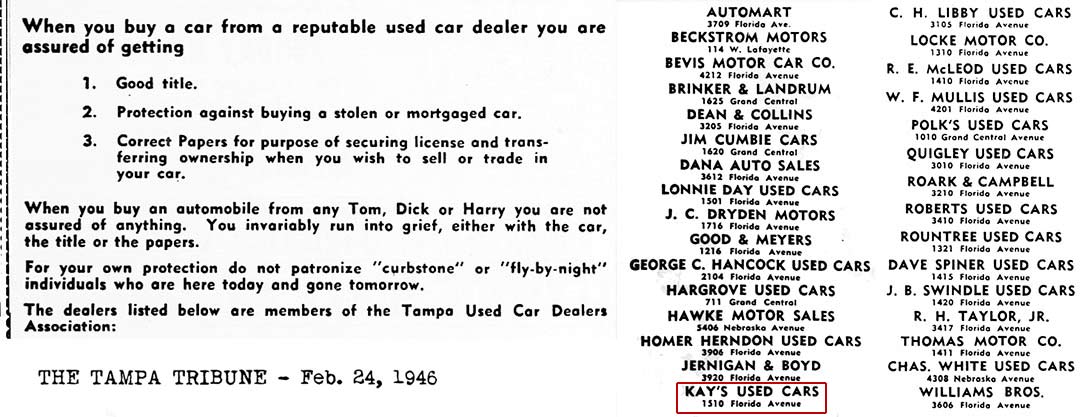 When you buy a car from a reputable used car dealer you are
assured of getting
1. Good title.
2. Protection against buying a stolen or mortgaged car.
3. Correct Papers for purpose of securing license and trans-
ferring ownership when you wish to sell or trade in
your car.
When you buy an automobile from any Tom, Dick or Harry you are not
assured of anything. You invariably run into grief, either with the car,
the title or the papers.
For your own protection do not patronize "curbstone" or "fly-by-night"
individuals who are here today and gone tomorrow.
The dealers listed below are members of the Tampa Used Car Dealers
Association:
THE TAMPA TRIBUNE - Feb. 24, 1946
AUTOMART
3709 Florida Ave.
BECKSTROM MOTORS
114 W. Lafayette
BEVIS MOTOR CAR CO.
4212 Florida Avenue
BRINKER & LANDRUM
1625 Grand Central
DEAN & COLLINS
3205 Florida Avenue
JIM CUMBIE CARS
1620 Grand Central
DANA AUTO SALES
3612 Florida Avenue
LONNIE DAY USED CARS
1501 Florida Avenue
J. C. DRYDEN MOTORS
1716 Florida Avenue
GOOD & MEYERS
1216 Florida Avenue
GEORGE C. HANCOCK USED CARS
2104 Florida Avenue
HARGROVE USED CARS
711 Grand Central
HAWKE MOTOR SALES
5406 Nebraska Avenue
HOMER HERNDON USED CARS
3906 Florida Avenue
JERNIGAN & BOYD
3920 Florida Avenue
KAY'S USED CARS
1510 Florida Avenue
C. H. LIBBY USED CARS
3105 Florida Avenue
LOCKE MOTOR CO.
1310 Florida Avenue
R. E. McLEOD USED CARS
1410 Florida Avenue
W. F. MULLIS USED CARS
4201 Florida Avenue
POLK'S USED CARS
1010 Grand Central Avenue
QUIGLEY USED CARS
3010 Florida Avenue
ROARK & CAMPBELL
3210 Florida Avenue
ROBERTS USED CARS
3410 Florida Avenue
ROUNTREE USED CARS
1321 Florida Avenue
DAVE SPINER USED CARS
1415 Florida Avenue
J. B. SWINDLE USED CARS
1420 Florida Avenue
R. H. TAYLOR, JR.
3417 Florida Avenue
THOMAS MOTOR CO.
1411 Florida Avenue
CHAS. WHITE USED CARS
4308 Nebraska Avenue
WILLIAMS BROS.
3606 Florida Avenue